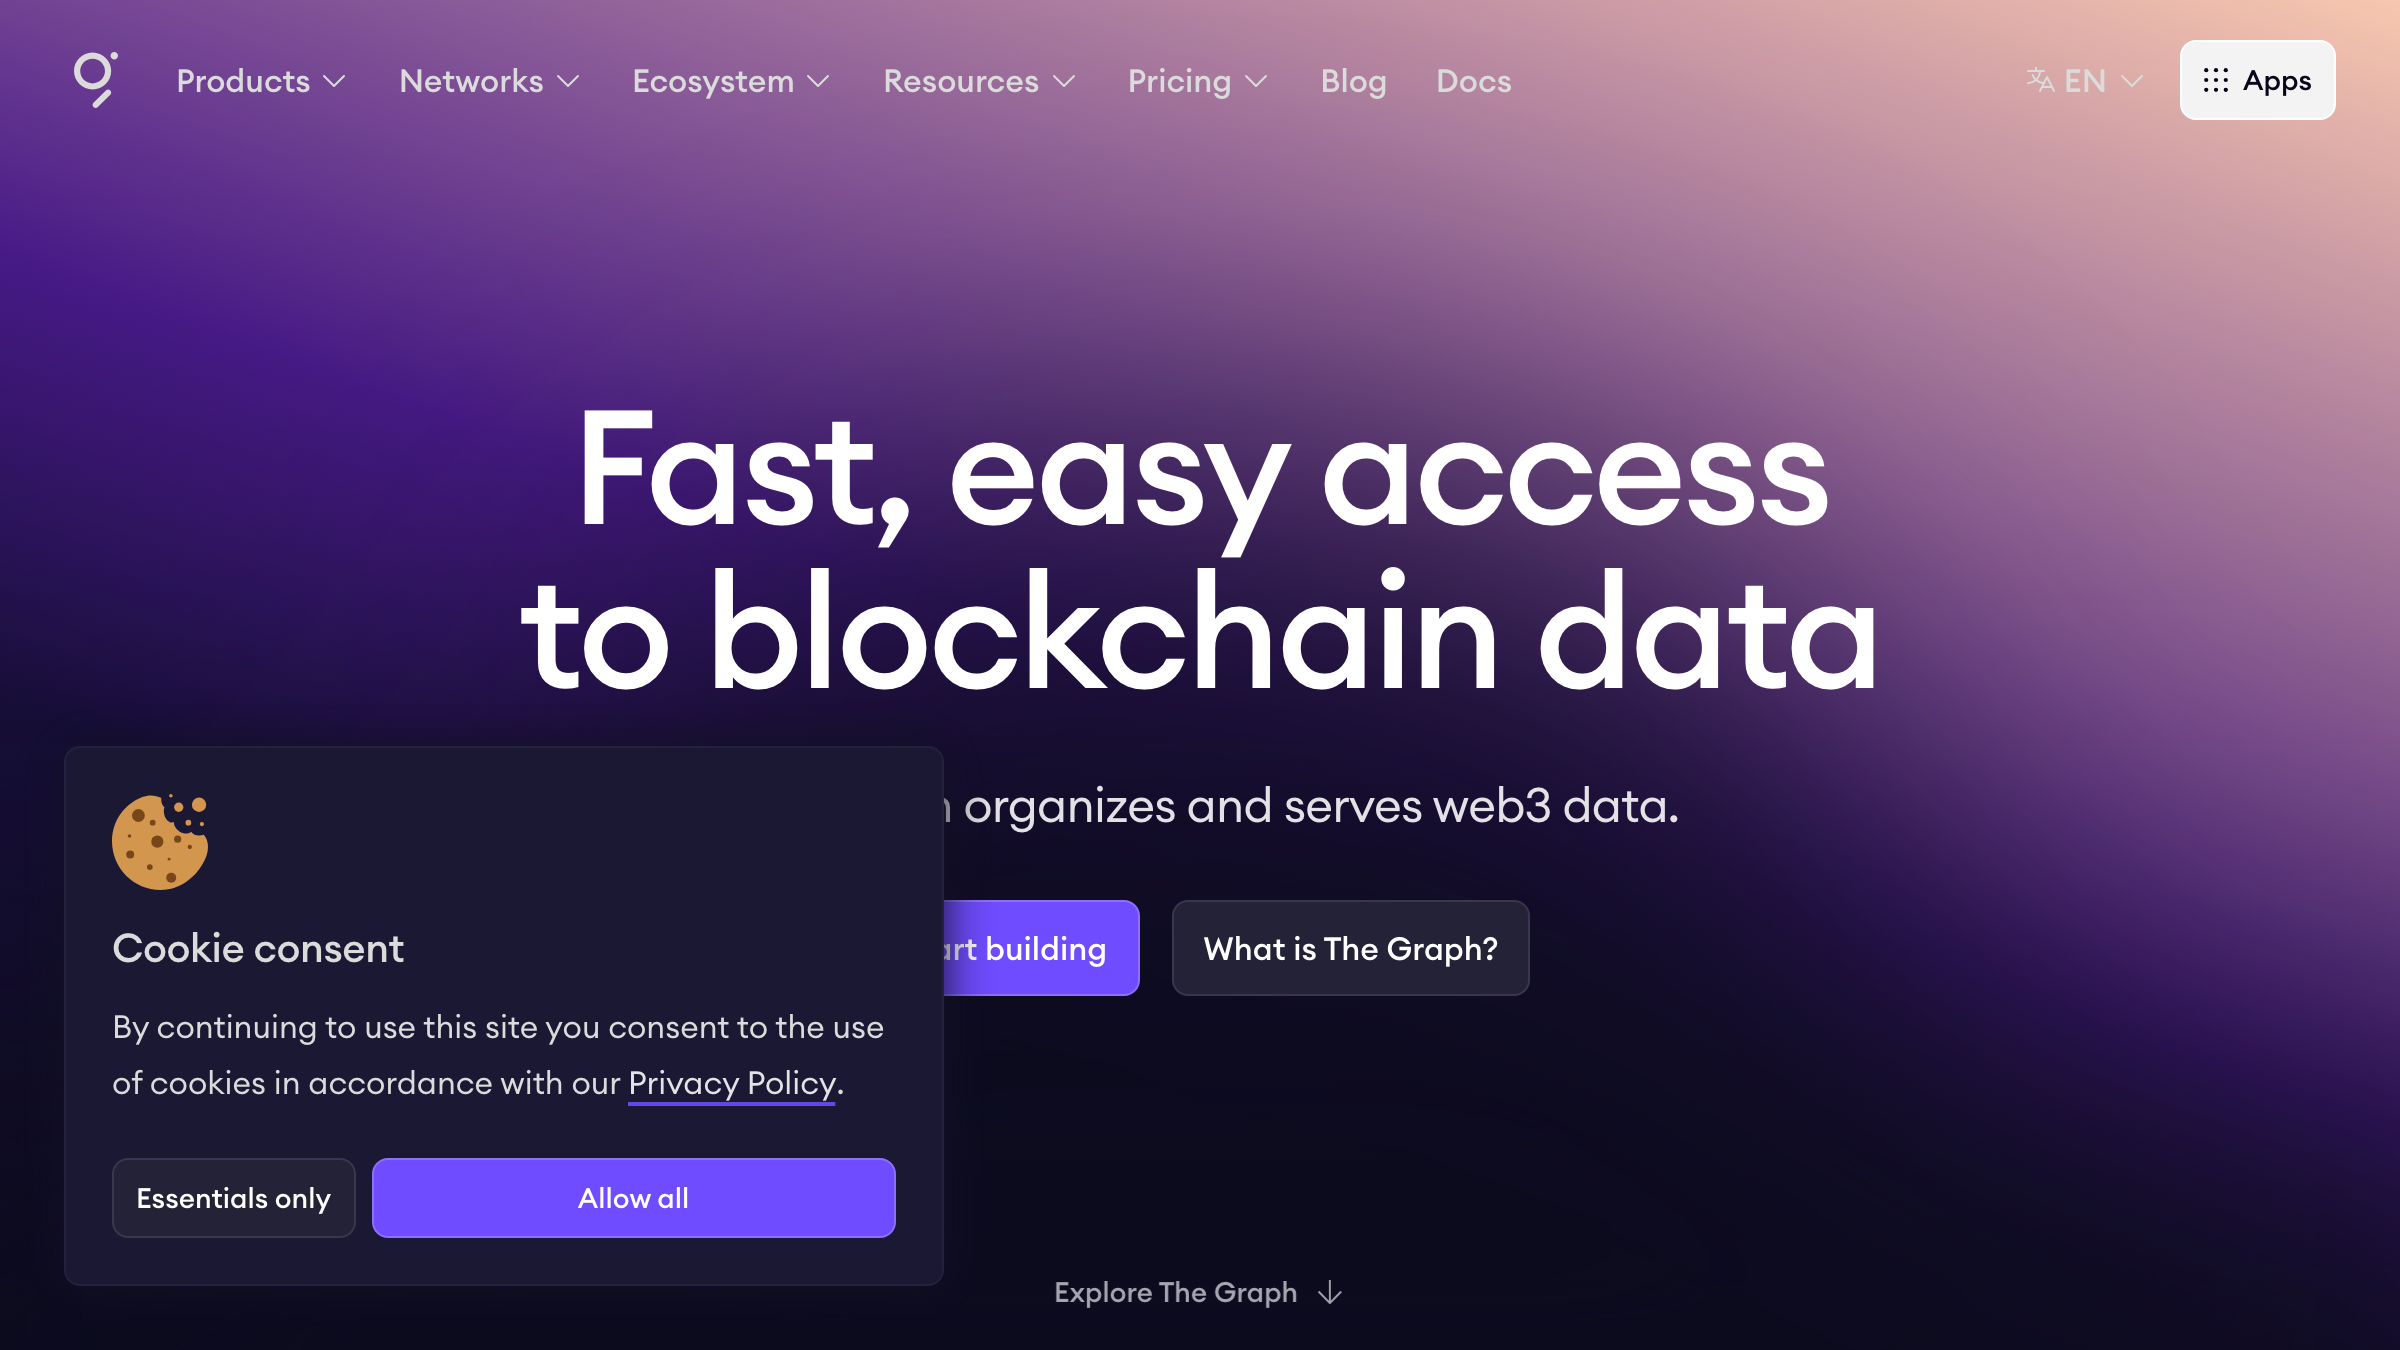 Products
Networks
Ecosystem
Resources
Pricing
Blog
Docs
EN
Apps
Fast, easy access
to blockchain data
organizes and serves web3 data.
building
What is The Graph?
Cookie consent
By continuing to use this site you consent to the use
of cookies in accordance with our Privacy Policy.
Essentials only
Allow all
Explore The Graph